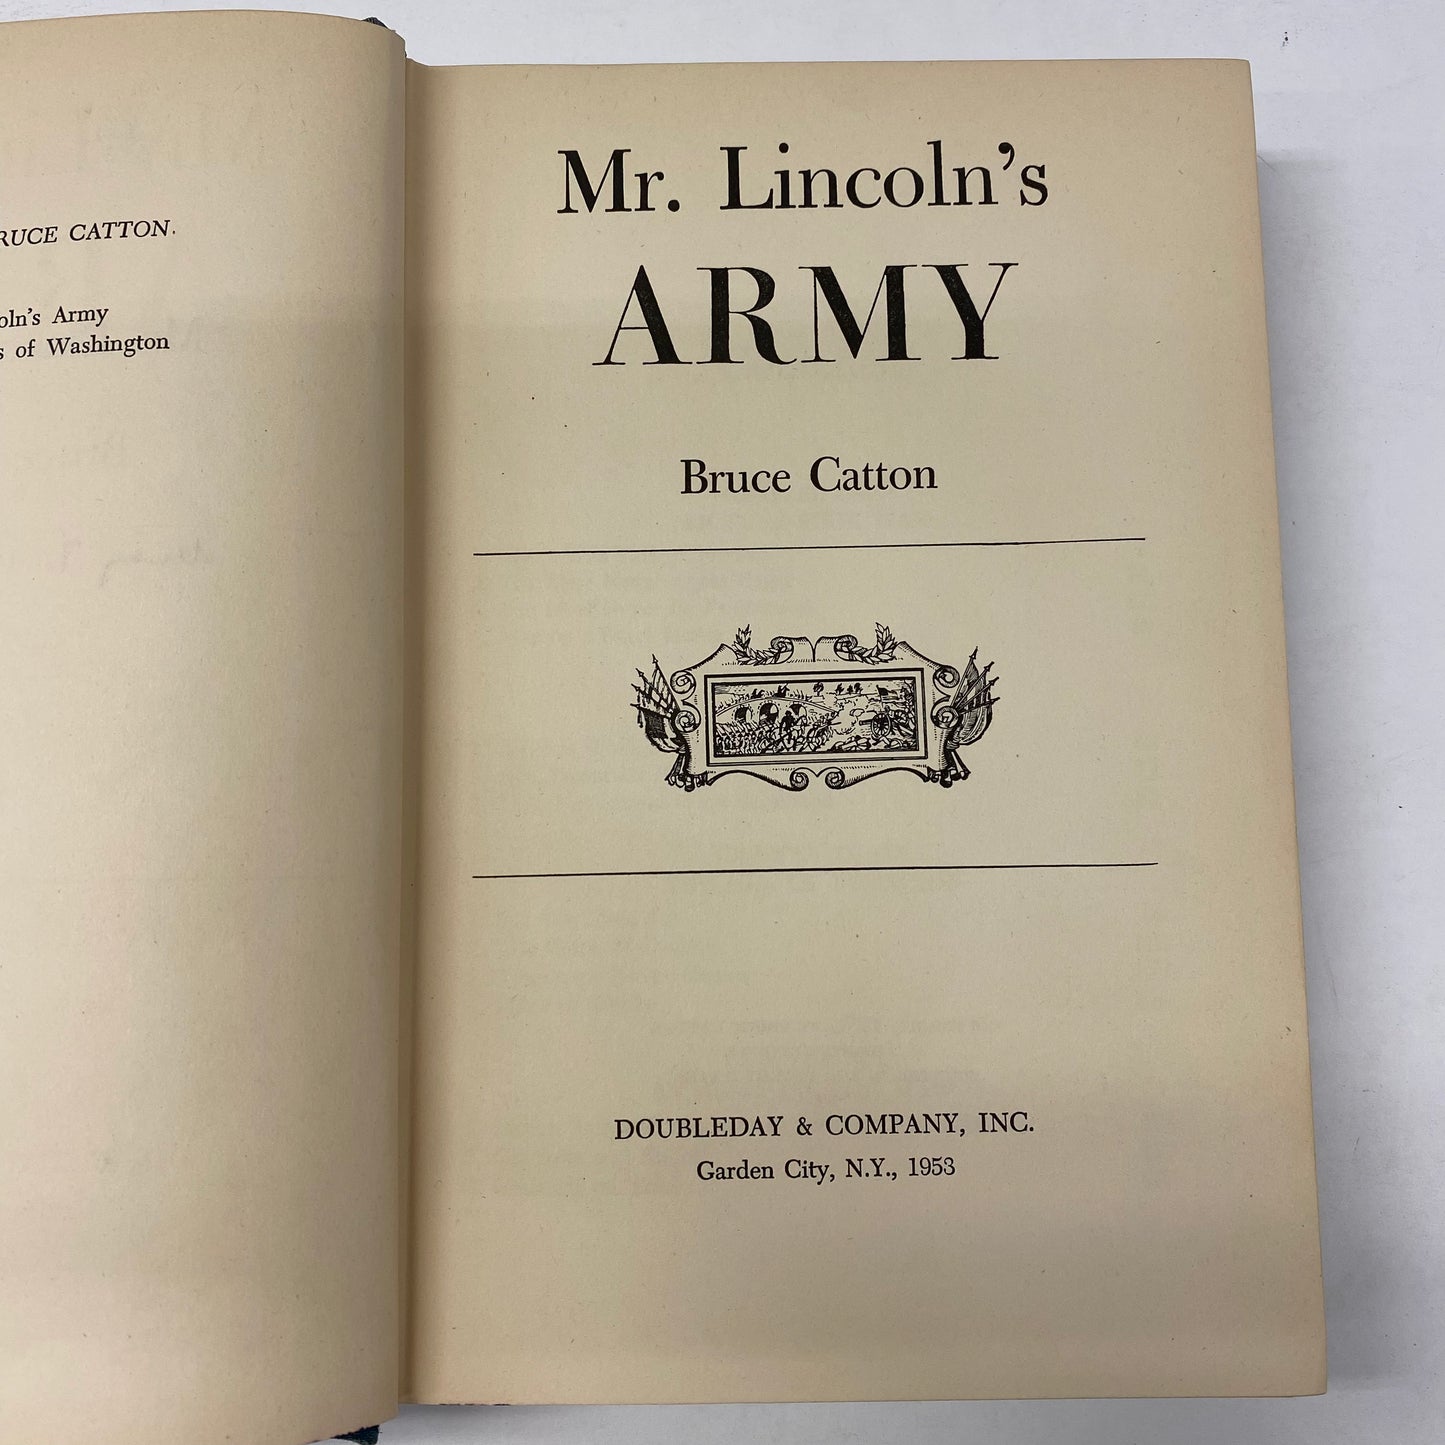 RUCE CATTON.
oln's Army
s of Washington
Mr. Lincoln's
ARMY
Bruce Catton
DOUBLEDAY & COMPANY, INC.
Garden City, N.Y., 1953